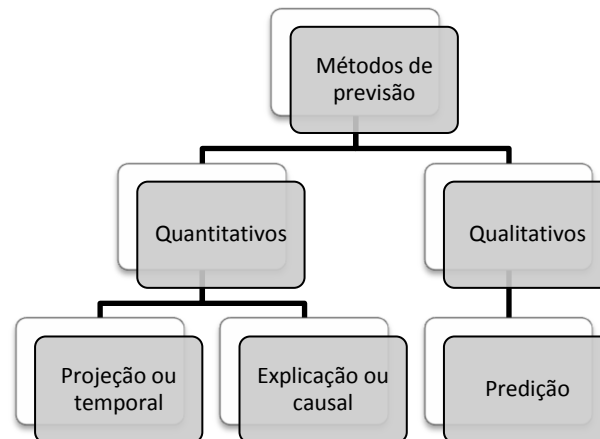 Métodos de
previsão
Quantitativos
Qualitativos
Projeção ou
temporal
Explicação ou
causal
Predição